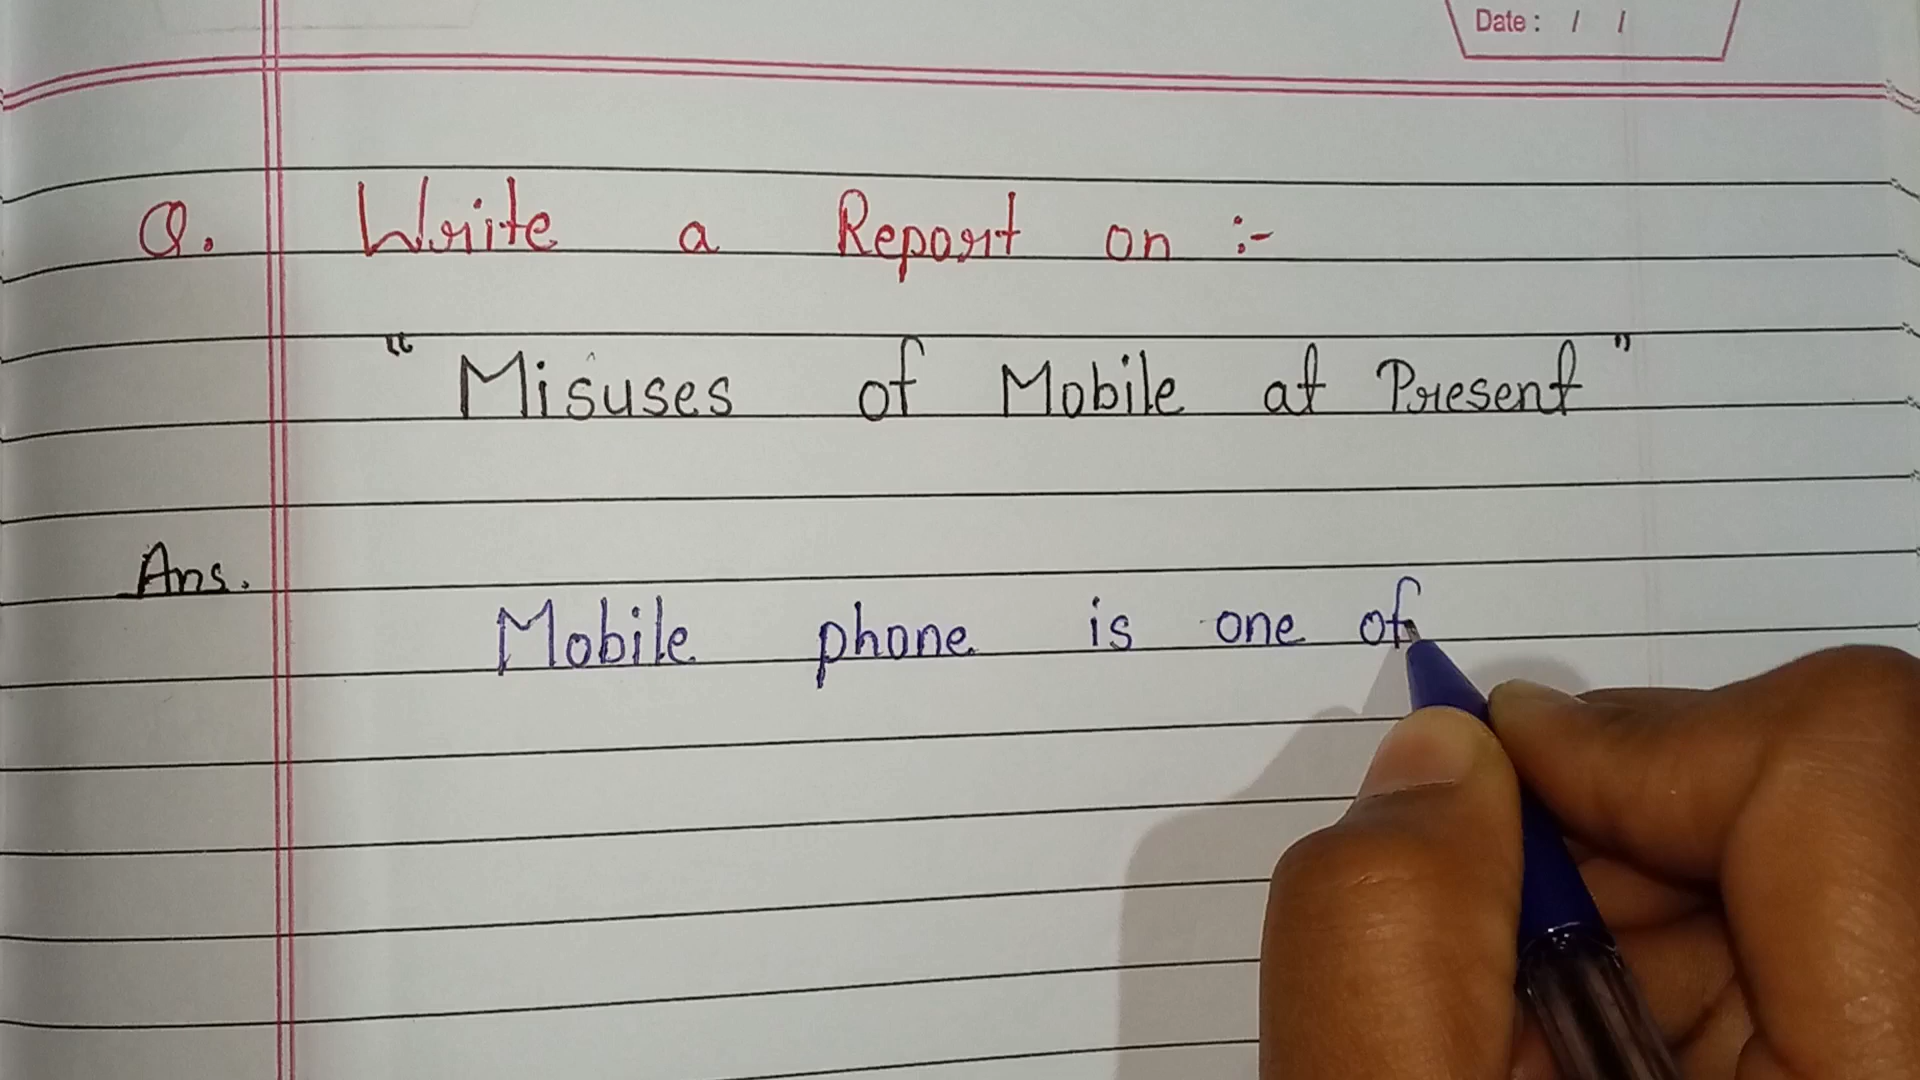 Date : / /
Q. Write a Report on :-
"Misuses of Mobile at Present"
Ans.
Mobile phone is one of